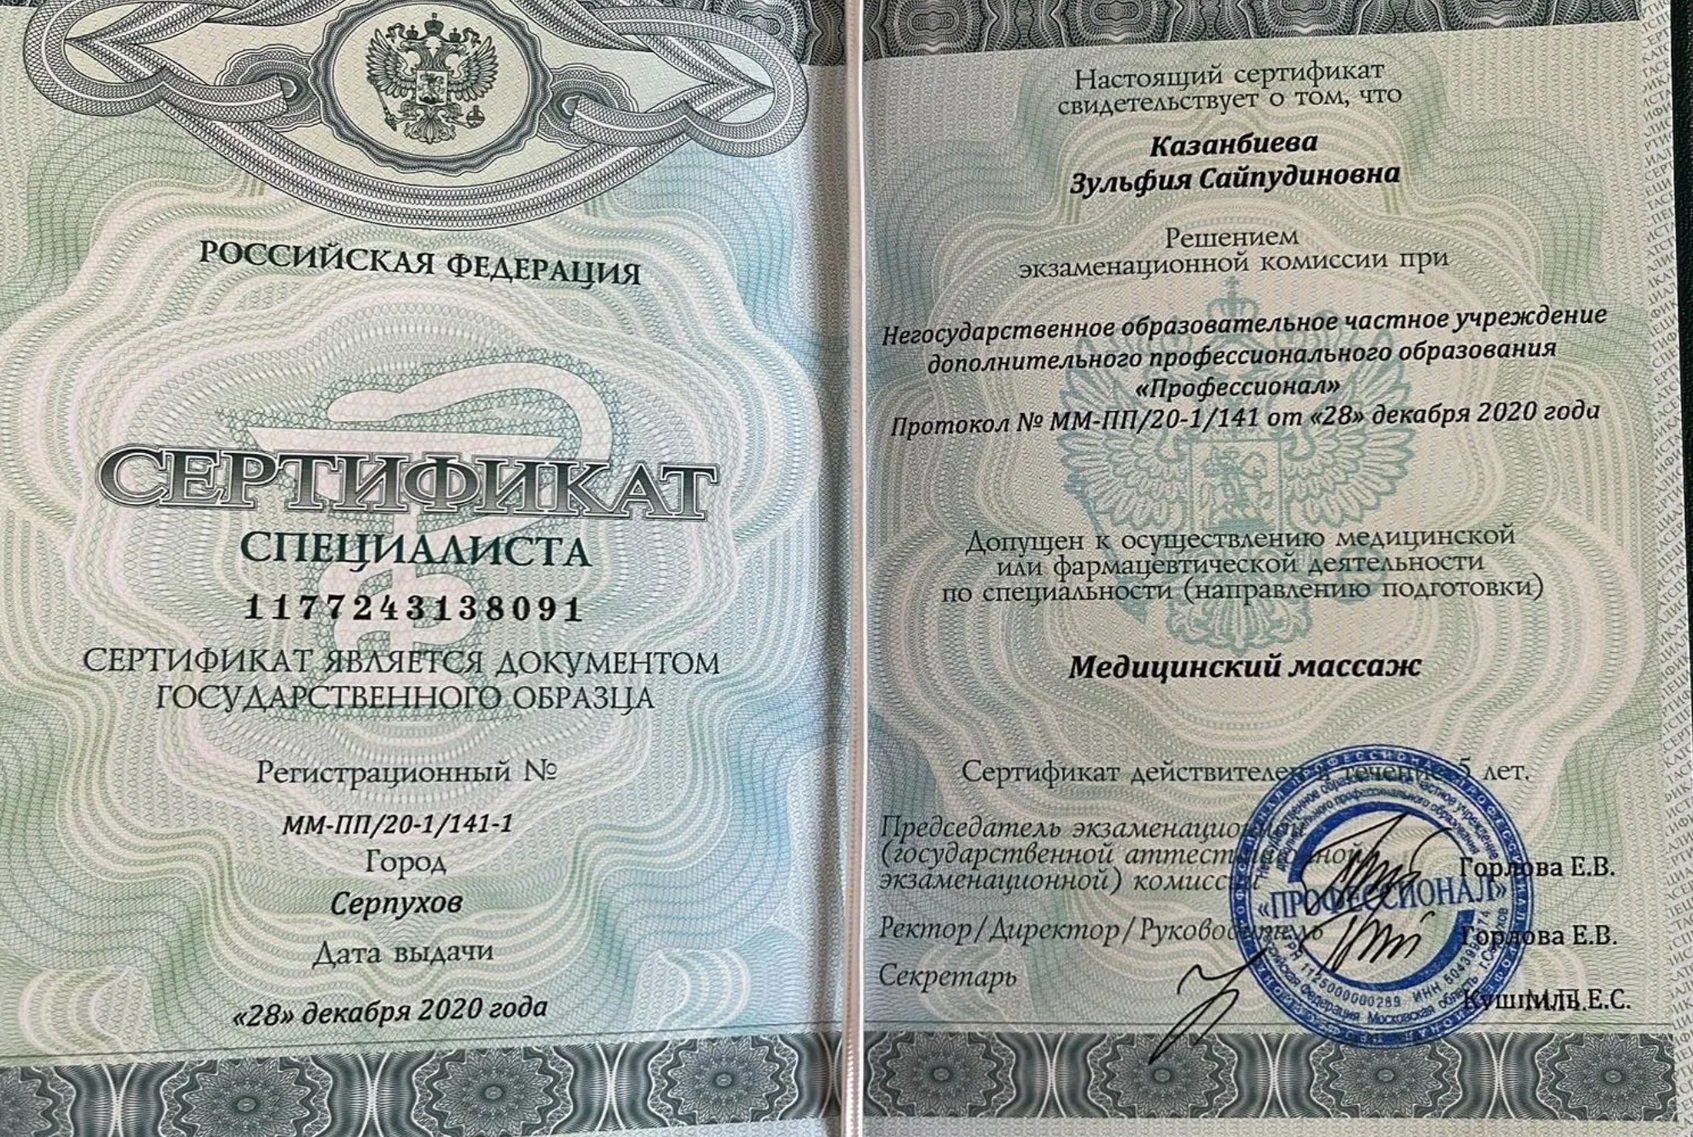 РОССИЙСКАЯ ФЕДЕРАЦИЯ
СЕРТИФИКАТ
СПЕЦИАЛИСТА
1177243138091
СЕРТИФИКАТ ЯВЛЯЕТСЯ ДОКУМЕНТОМ
ГОСУДАРСТВЕННОГО ОБРАЗЦА
Регистрационный №
ММ-ПП/20-1/141-1
Город
Серпухов
Дата выдачи
«28» декабря 2020 года
Настоящий сертификат
свидетельствует о том, что
Казанбиева
Зульфия Сайпудиновна
Решением
экзаменационной комиссии при
Негосударственное образовательное частное учреждение
дополнительного профессионального образования
«Профессионал»
Протокол № ММ-ПП/20-1/141 от «28» декабря 2020 года
Допущен к осуществлению медицинской
или фармацевтической деятельности
по специальности (направлению подготовки)
Медицинский массаж
Сертификат действителен в течение 5 лет.
Председатель экзаменационной
(государственной аттестационной
экзаменационной) комиссии
Горлова Е.В.
«ПРОФЕССИОНАЛ»
Ректор/Директор/Руководитель
Горлова Е.В.
Секретарь
Кушмиль Е.С.
М.П.